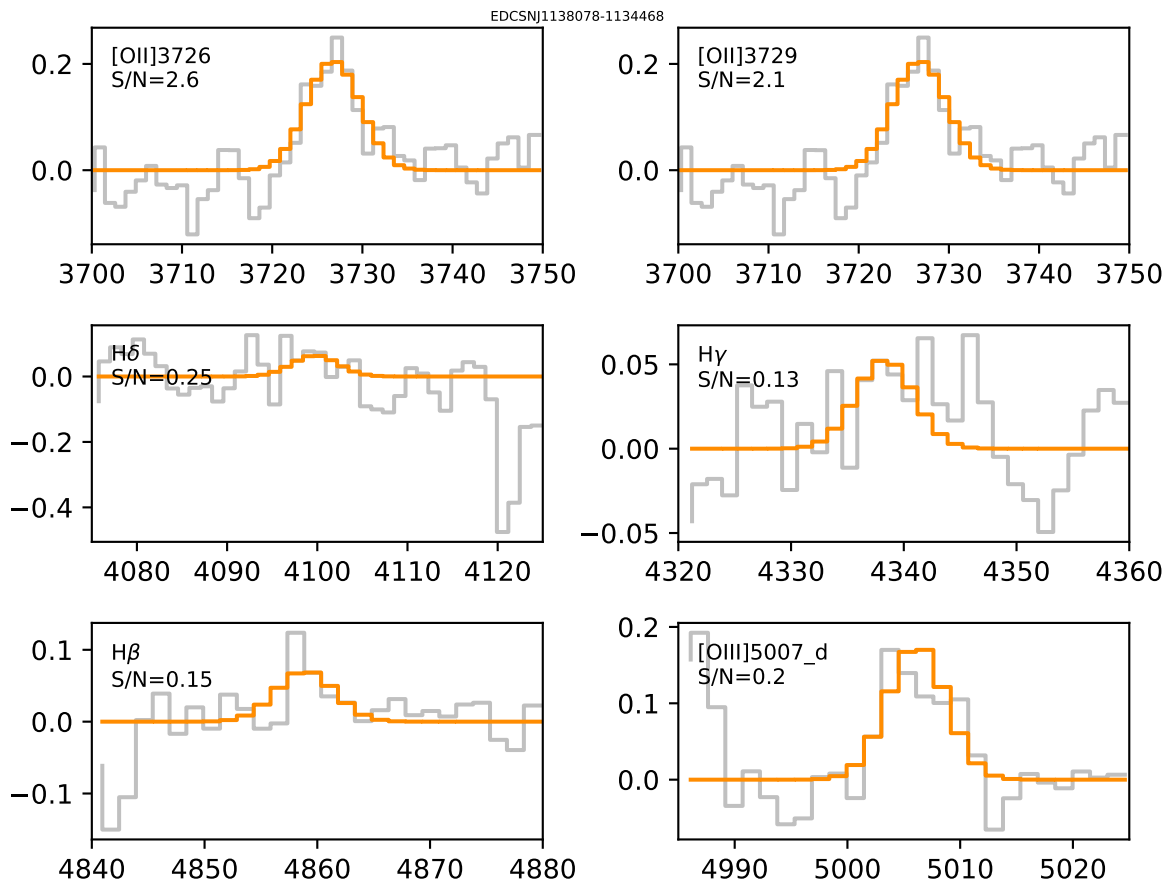 EDCSNJ1138078-1134468
[OII]3726
S/N=2.6
0.2
0.0
3700 3710 3720 3730 3740 3750
[OII]3729
S/N=2.1
0.2
0.0
3700 3710 3720 3730 3740 3750
Hδ
S/N=0.25
0.0
−0.2
−0.4
4080 4090 4100 4110 4120
Hγ
S/N=0.13
0.05
0.00
−0.05
4320 4330 4340 4350 4360
Hβ
S/N=0.15
0.1
0.0
−0.1
4840 4850 4860 4870 4880
[OIII]5007_d
S/N=0.2
0.2
0.1
0.0
4990 5000 5010 5020